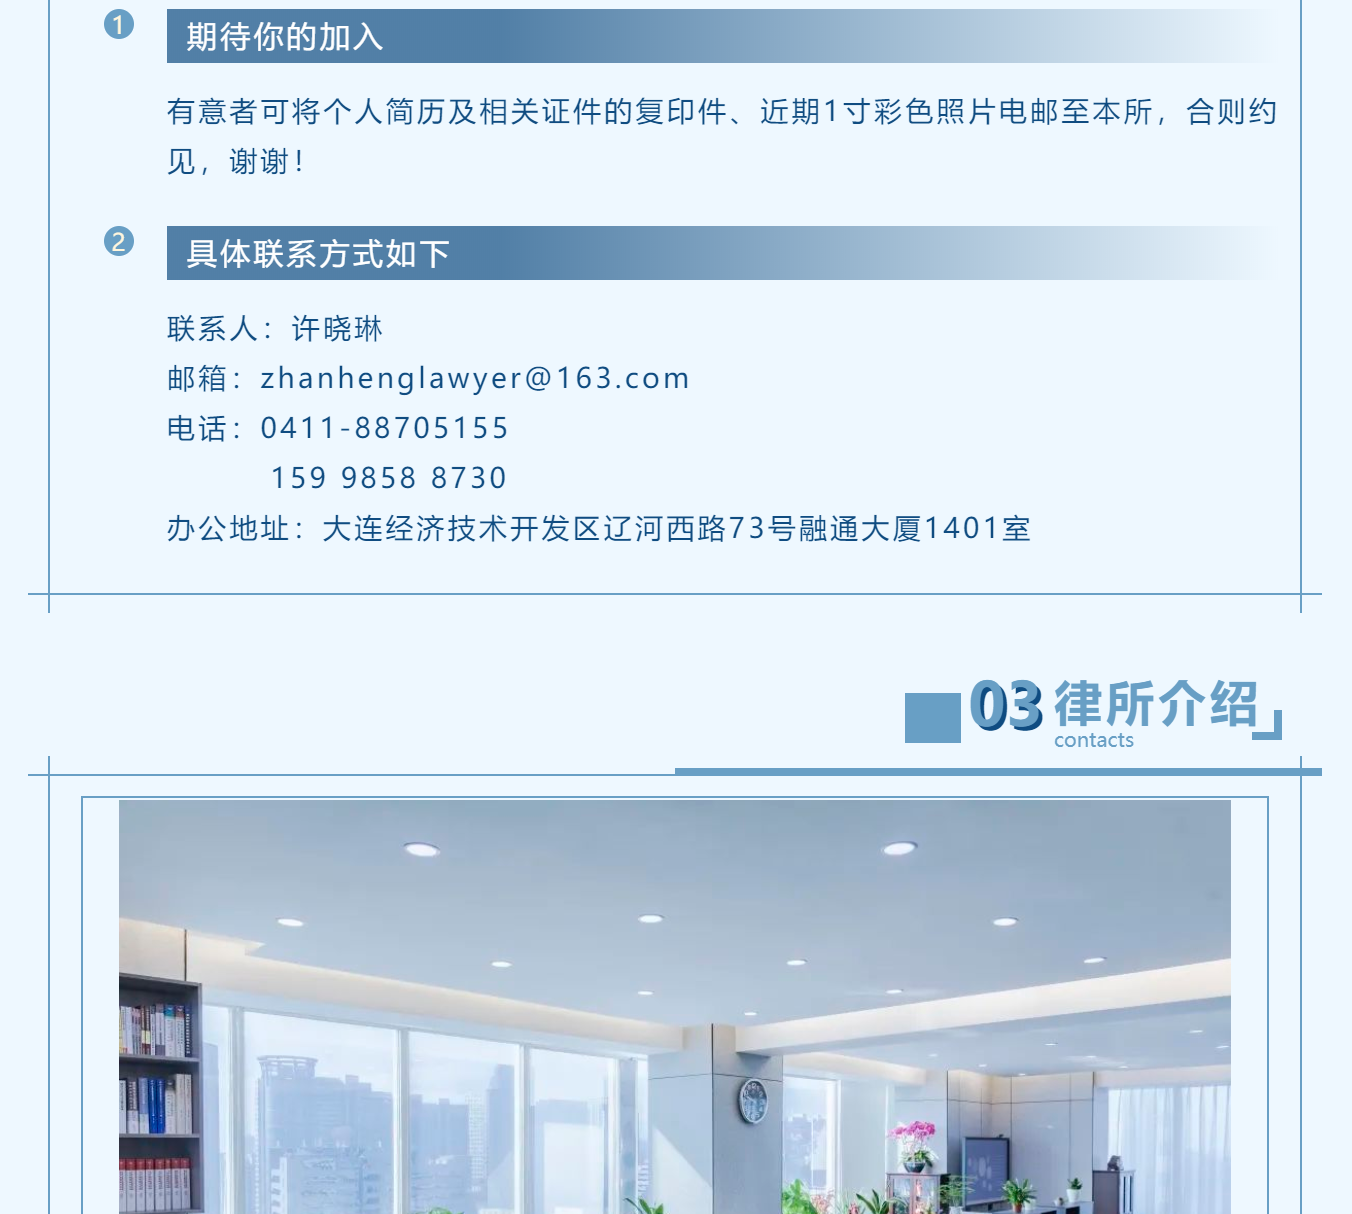 1
期待你的加入
有意者可将个人简历及相关证件的复印件、近期1寸彩色照片电邮至本所，合则约
见，谢谢！
2
具体联系方式如下
联系人：许晓琳
邮箱：zhanhenglawyer@163.com
电话：0411-88705155
159 9858 8730
办公地址：大连经济技术开发区辽河西路73号融通大厦1401室
03 律所介绍
contacts